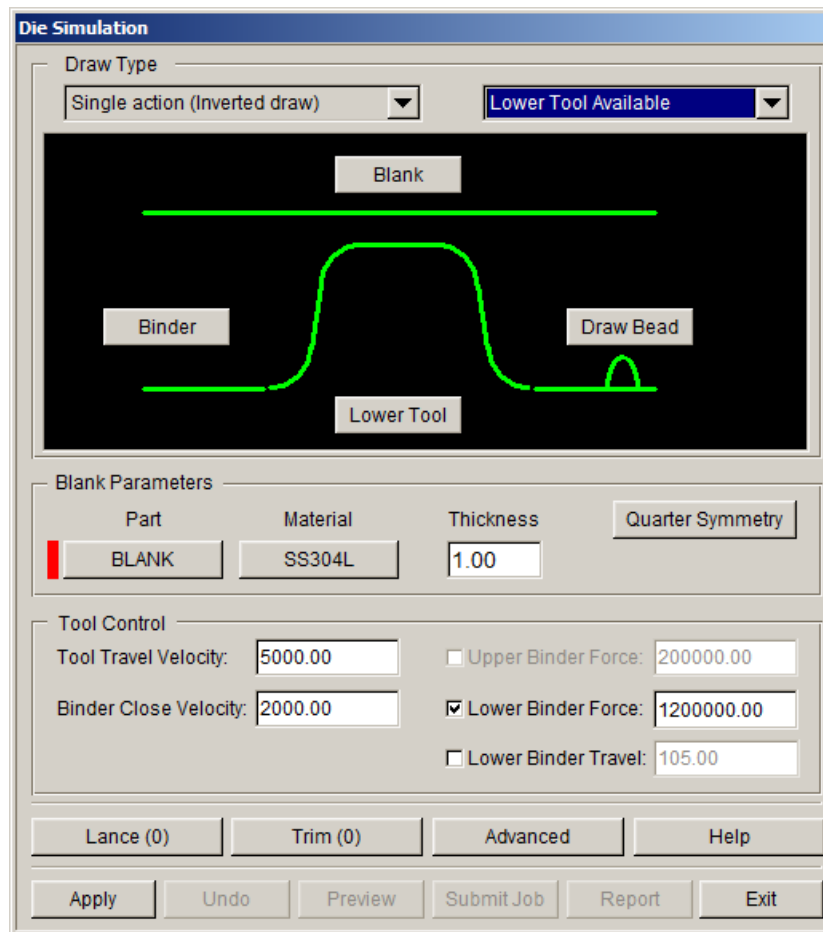 Die Simulation
Draw Type
Single action (Inverted draw) Lower Tool Available
Blank
Binder Draw Bead
Lower Tool
Blank Parameters
Part Material Thickness Quarter Symmetry
BLANK SS304L 1.00
Tool Control
Tool Travel Velocity: 5000.00 Upper Binder Force: 200000.00
Binder Close Velocity: 2000.00 Lower Binder Force: 1200000.00
Lower Binder Travel: 105.00
Lance (0) Trim (0) Advanced Help
Apply Undo Preview Submit Job Report Exit